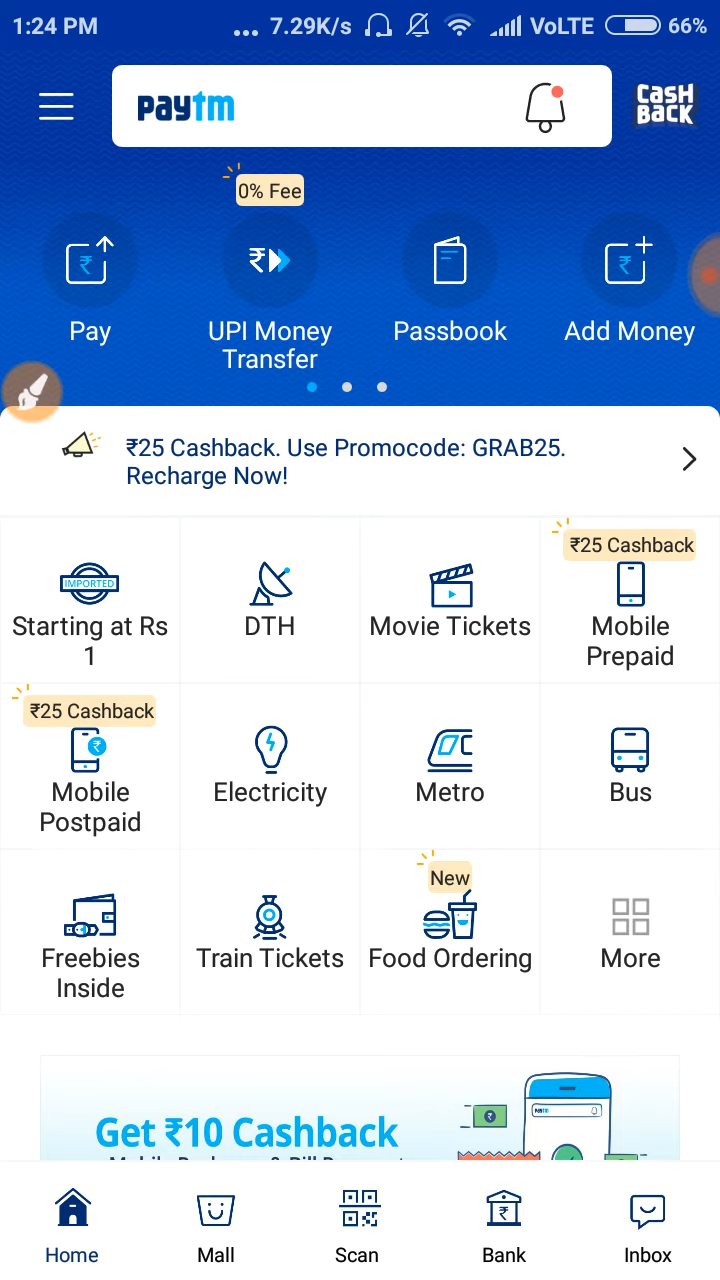 1:24 PM ... 7.29K/s VoLTE 66%
paytm
CASH
BACK
0% Fee
Pay
UPI Money
Transfer
Passbook
Add Money
₹25 Cashback. Use Promocode: GRAB25.
Recharge Now!
IMPORTED
Starting at Rs
1
DTH
Movie Tickets
₹25 Cashback
Mobile
Prepaid
₹25 Cashback
Mobile
Postpaid
Electricity
Metro
Bus
Freebies
Inside
Train Tickets
New
Food Ordering
More
Get ₹10 Cashback
Home
Mall
Scan
Bank
Inbox